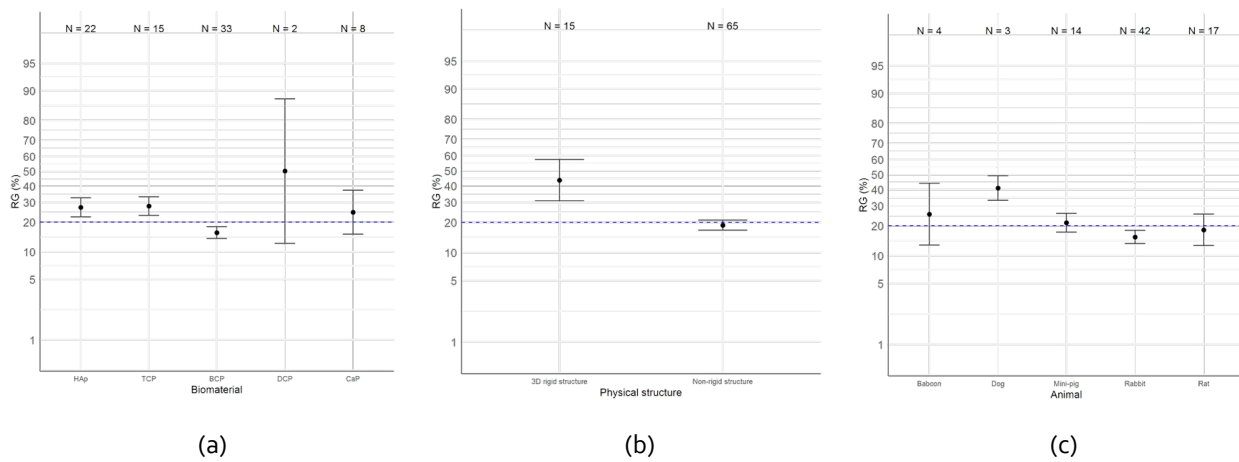 N = 22 N = 15 N = 33 N = 2 N = 8
95
90
80
70
60
50
40
30
20
10
5
1
RG (%)
HAp TCP BCP DCP CaP
Biomaterial
(a)
N = 15 N = 65
95
90
80
70
60
50
40
30
20
10
5
1
RG (%)
3D rigid structure Non-rigid structure
Physical structure
(b)
N = 4 N = 3 N = 14 N = 42 N = 17
95
90
80
70
60
50
40
30
20
10
5
1
RG (%)
Baboon Dog Mini-pig Rabbit Rat
Animal
(c)